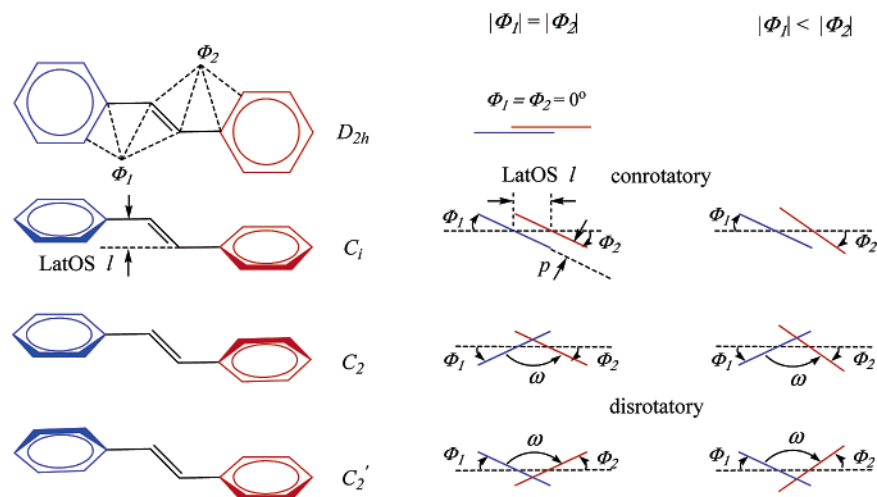 |Φ1| = |Φ2|
|Φ1| < |Φ2|
Φ2
Φ1 = Φ2 = 0°
D2h
Φ1
LatOS l
conrotatory
Φ1
Φ2
p
Φ1
Φ2
LatOS l
Ci
C2
Φ1
ω
Φ2
Φ1
ω
Φ2
disrotatory
C2'
Φ1
ω
Φ2
Φ1
ω
Φ2